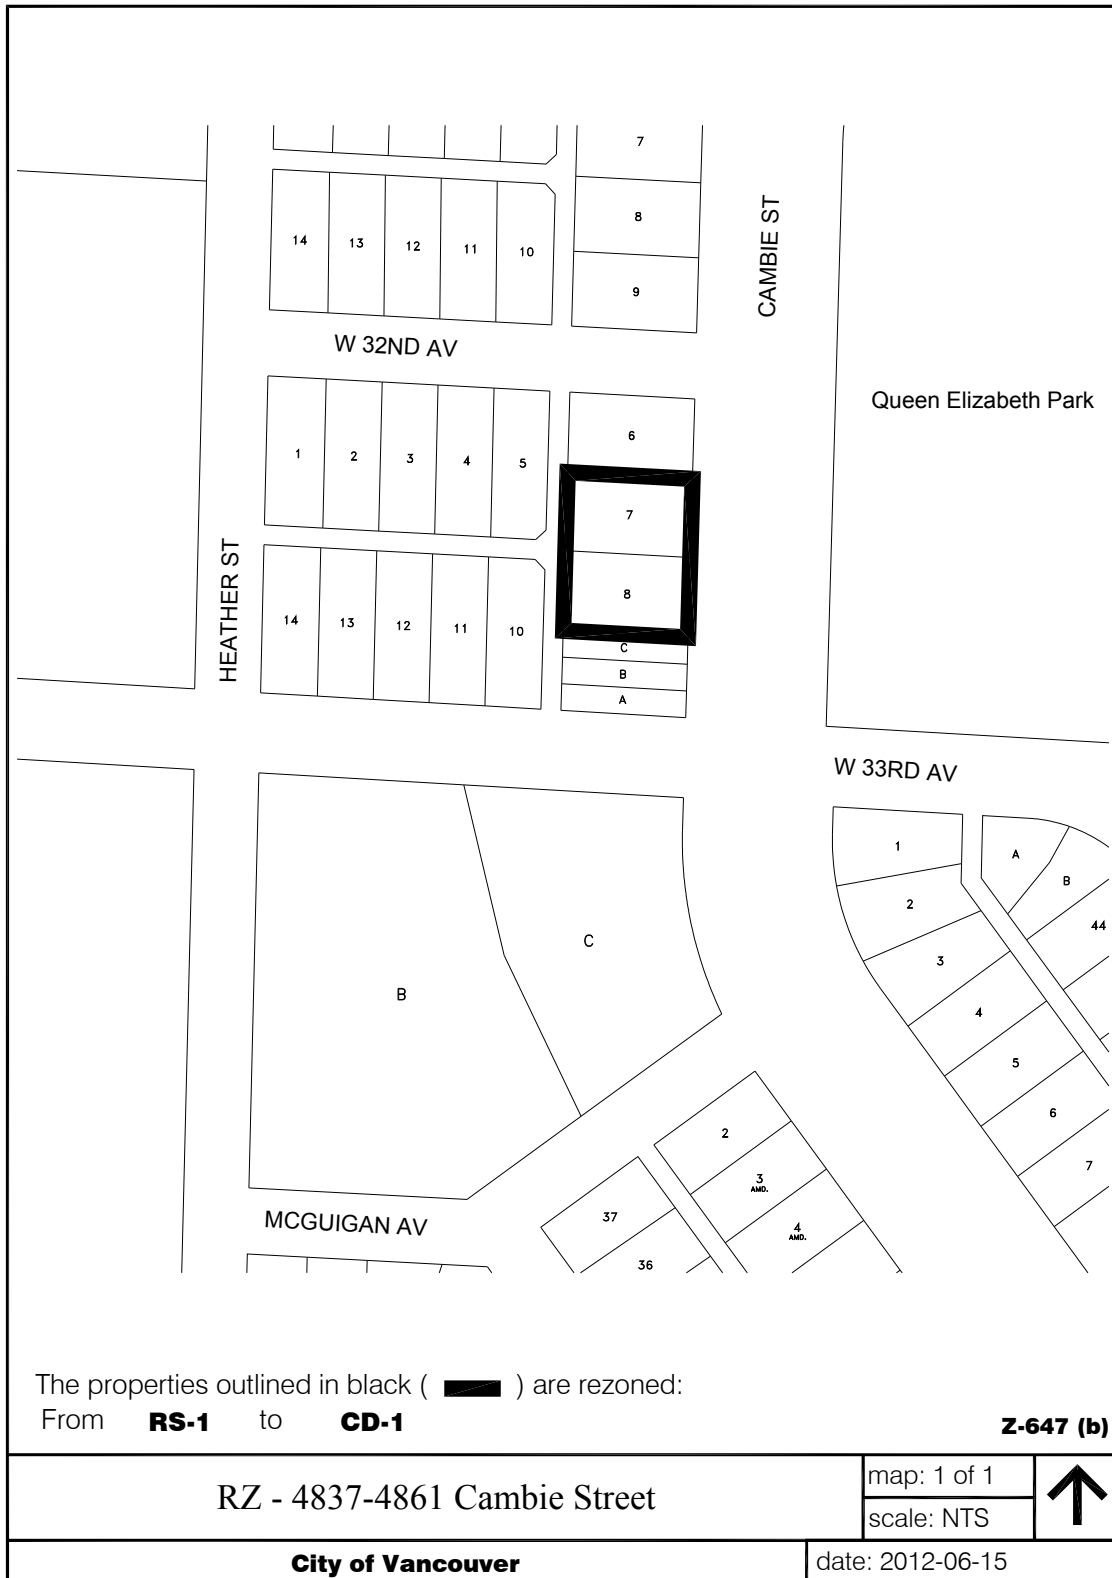 7
8
9
14
13
12
11
10
CAMBIE ST
W 32ND AV
Queen Elizabeth Park
6
1
2
3
4
5
7
8
HEATHER ST
14
13
12
11
10
C
B
A
W 33RD AV
1
A
B
2
44
3
C
B
4
5
6
7
2
3
AMD.
4
AMD.
37
36
MCGUIGAN AV
The properties outlined in black ( ) are rezoned:
From RS-1 to CD-1
Z-647 (b)
RZ - 4837-4861 Cambie Street
map: 1 of 1
scale: NTS
City of Vancouver
date: 2012-06-15